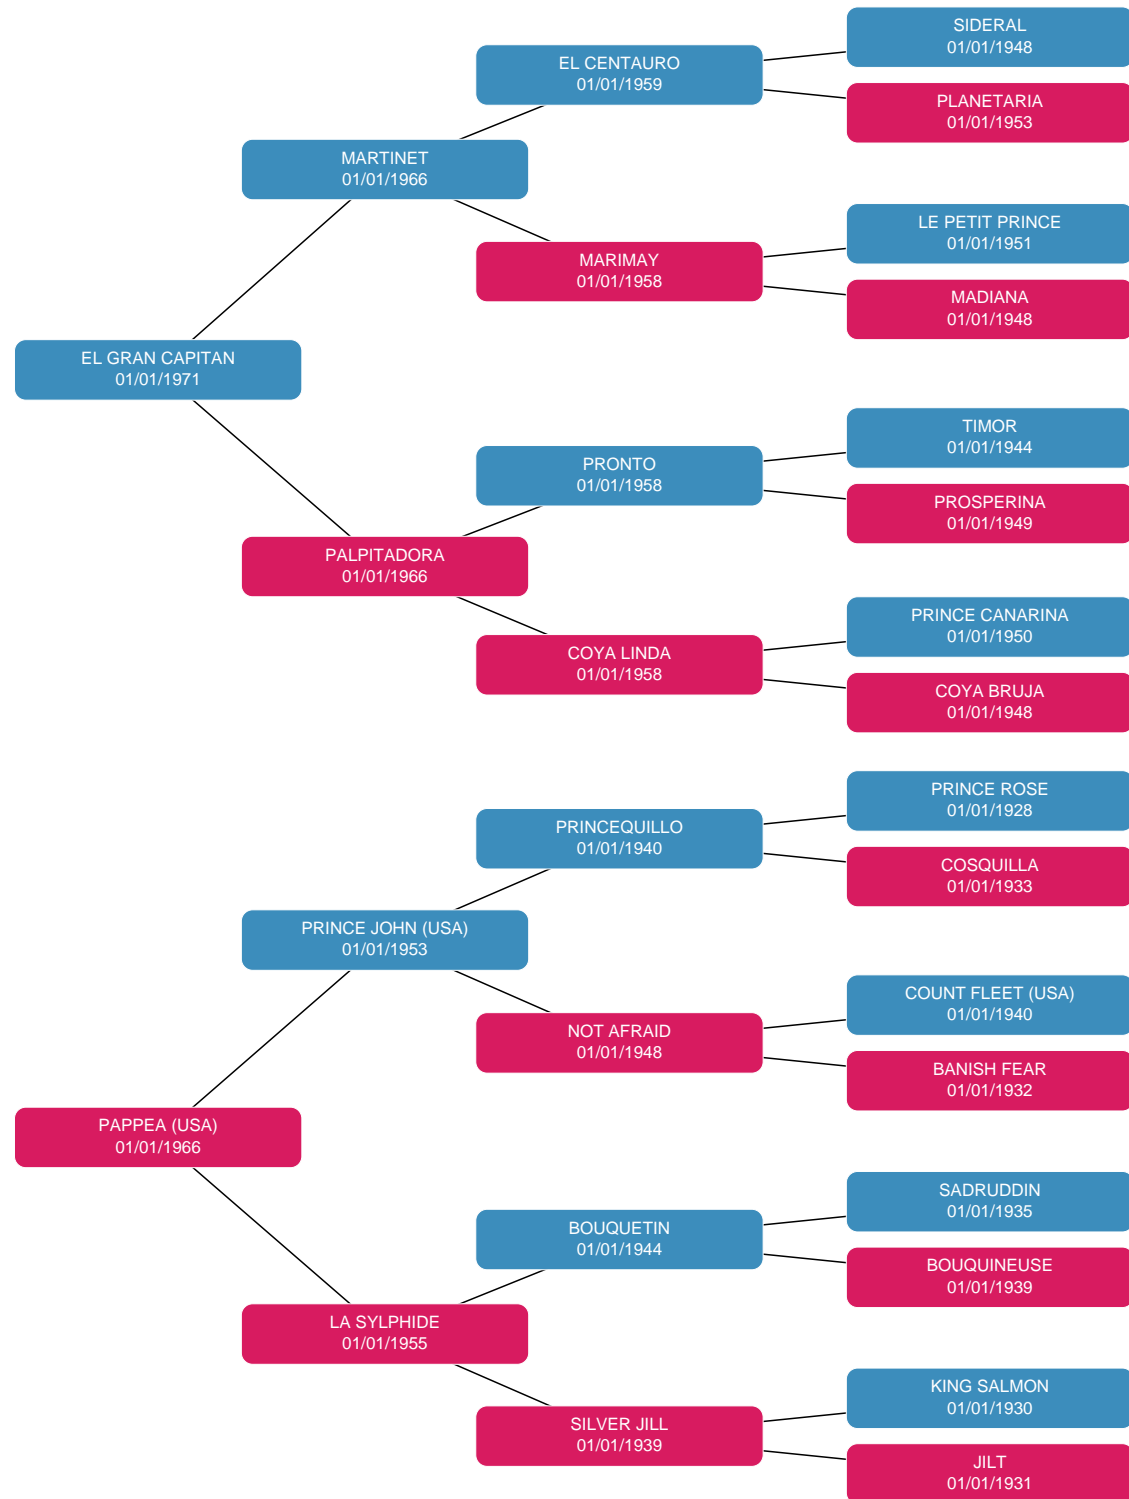 SIDERAL
01/01/1948
EL CENTAURO
01/01/1959
PLANETARIA
01/01/1953
MARTINET
01/01/1966
LE PETIT PRINCE
01/01/1951
MARIMAY
01/01/1958
MADIANA
01/01/1948
EL GRAN CAPITAN
01/01/1971
TIMOR
01/01/1944
PRONTO
01/01/1958
PROSPERINA
01/01/1949
PALPITADORA
01/01/1966
PRINCE CANARINA
01/01/1950
COYA LINDA
01/01/1958
COYA BRUJA
01/01/1948
PRINCE ROSE
01/01/1928
PRINCEQUILLO
01/01/1940
COSQUILLA
01/01/1933
PRINCE JOHN (USA)
01/01/1953
COUNT FLEET (USA)
01/01/1940
NOT AFRAID
01/01/1948
BANISH FEAR
01/01/1932
PAPPEA (USA)
01/01/1966
SADRUDDIN
01/01/1935
BOUQUETIN
01/01/1944
BOUQUINEUSE
01/01/1939
LA SYLPHIDE
01/01/1955
KING SALMON
01/01/1930
SILVER JILL
01/01/1939
JILT
01/01/1931